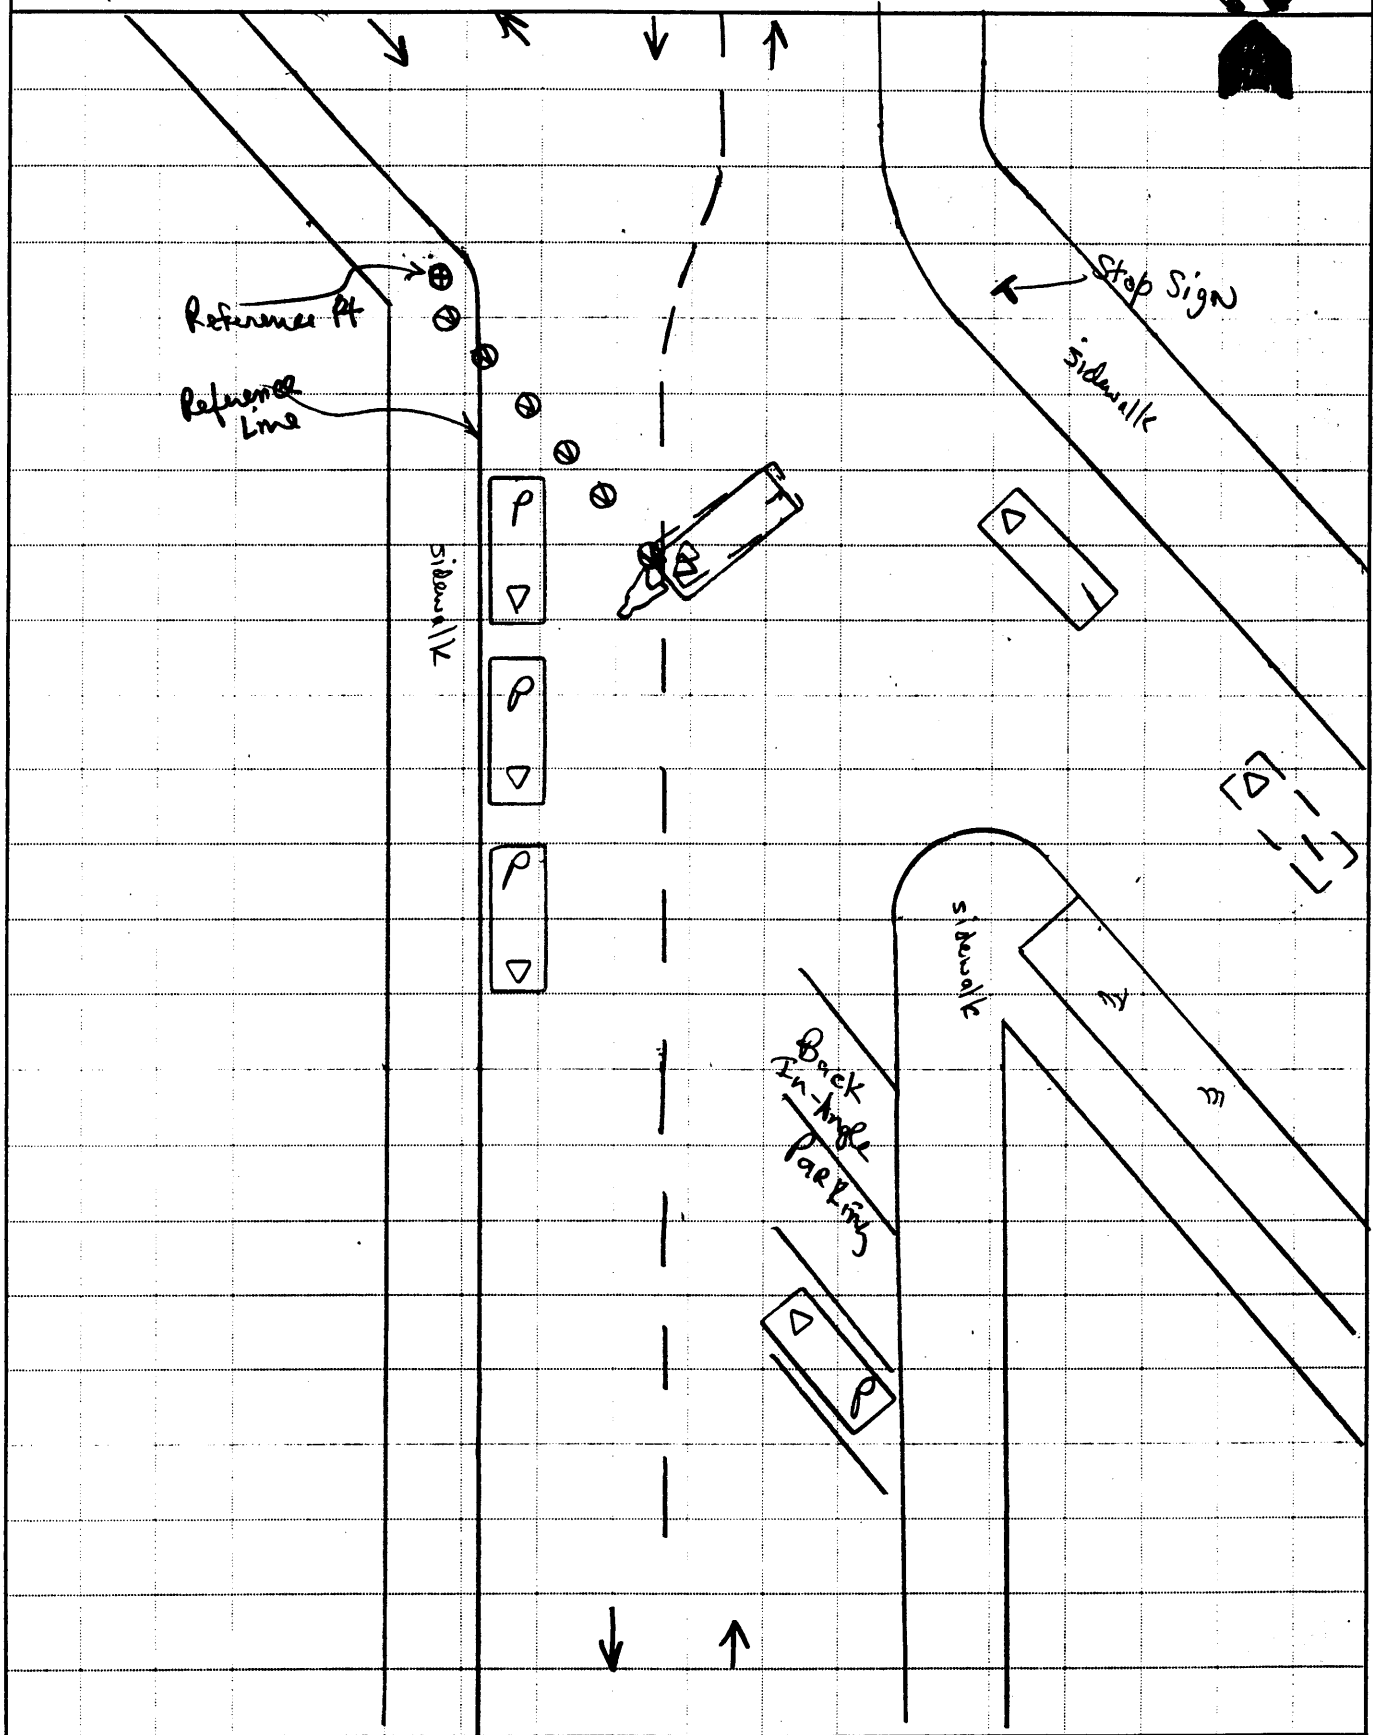 Reference Pt
Stop Sign
sidewalk
Reference
Line
P
sidewalk
P
P
sidewalk
Back
In-Angle
Parking
P